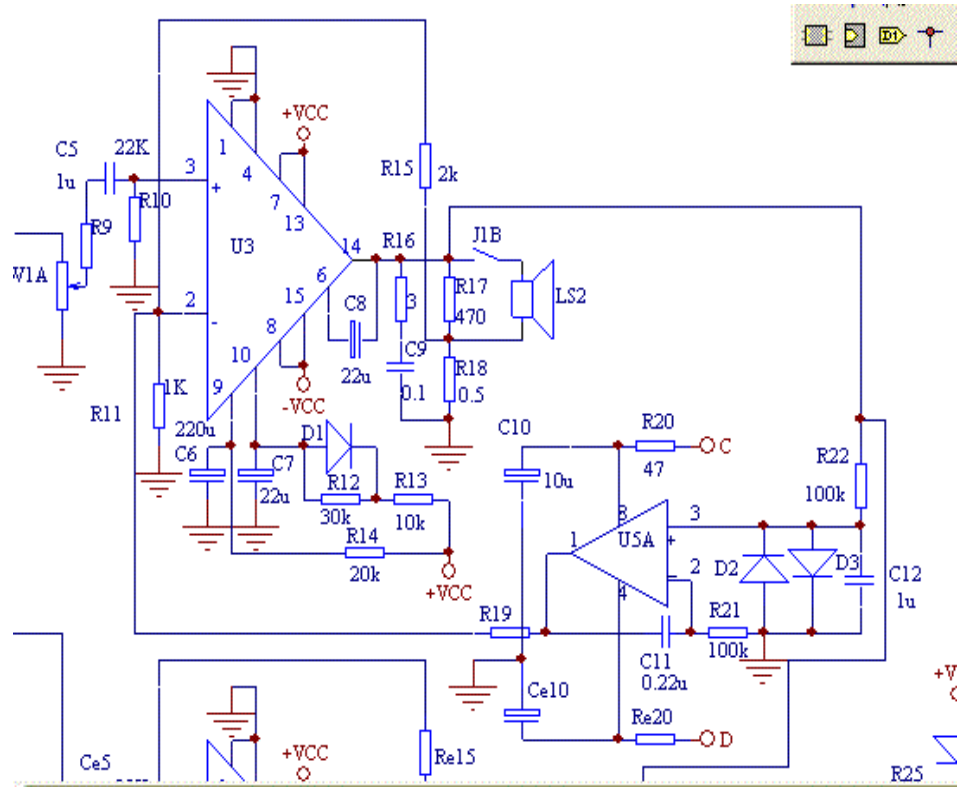 D1
+VCC
C5
22K
1u
3
+
1
4
7
13
R15
2k
R9
R10
U3
14
R16
J1B
V1A
6
15
8
C8
3
R17
470
LS2
2
-
10
9
22u
C9
0.1
R18
0.5
-VCC
R11
1K
220u
C6
C7
22u
D1
R12
30k
R13
10k
R14
20k
+VCC
C10
10u
R20
47
C
R22
100k
8
1
U5A
3
+
2
-
4
D2
D3
C12
1u
R19
R21
100k
C11
0.22u
Ce10
Re20
D
+V
Ce5
+VCC
Re15
R25